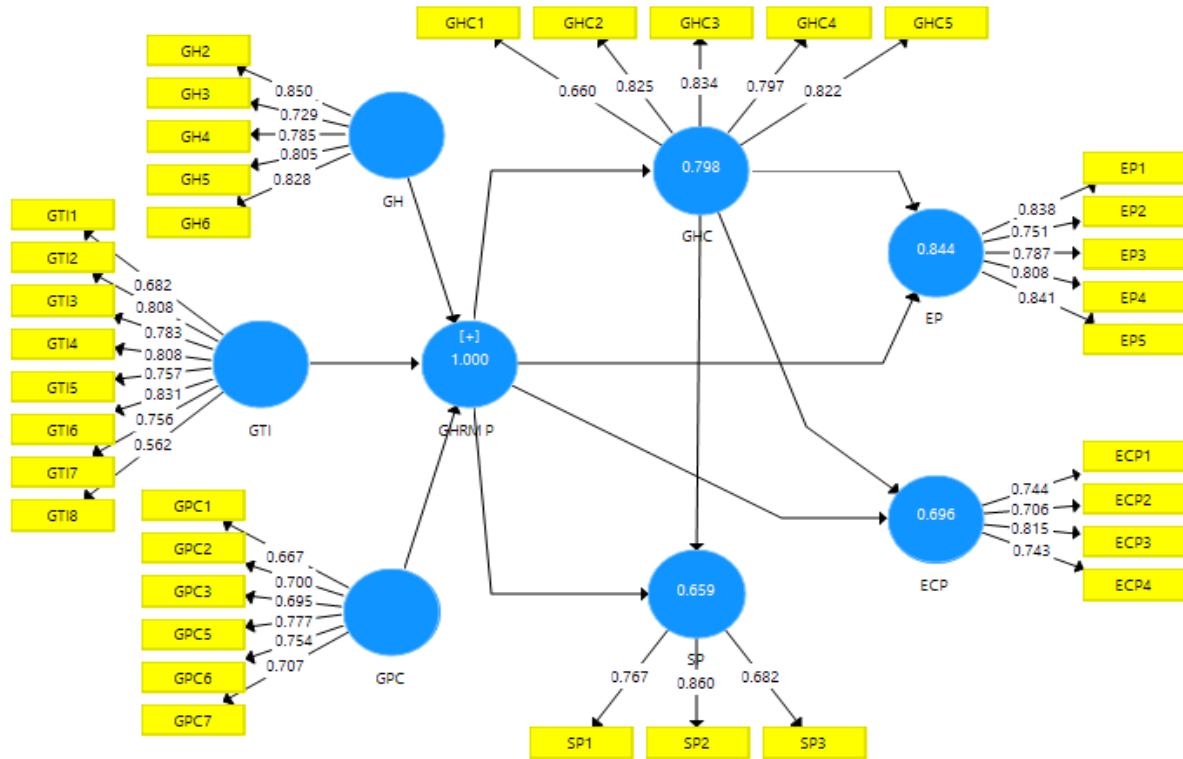 GHC1
GHC2
GHC3
GHC4
GHC5
0.660
0.825
0.834
0.797
0.822
GH2
GH3
GH4
GH5
GH6
0.850
0.729
0.785
0.805
0.828
GH
0.798
GHC
GTI1
GTI2
GTI3
GTI4
GTI5
GTI6
GTI7
GTI8
0.682
0.808
0.783
0.808
0.757
0.831
0.756
0.562
GTI
[+]
1.000
GHRM P
EP1
EP2
EP3
EP4
EP5
0.838
0.751
0.787
0.808
0.841
0.844
EP
GPC1
GPC2
GPC3
GPC5
GPC6
GPC7
0.667
0.700
0.695
0.777
0.754
0.707
GPC
ECP1
ECP2
ECP3
ECP4
0.744
0.706
0.815
0.743
0.696
ECP
0.659
SP
0.767
0.860
0.682
SP1
SP2
SP3